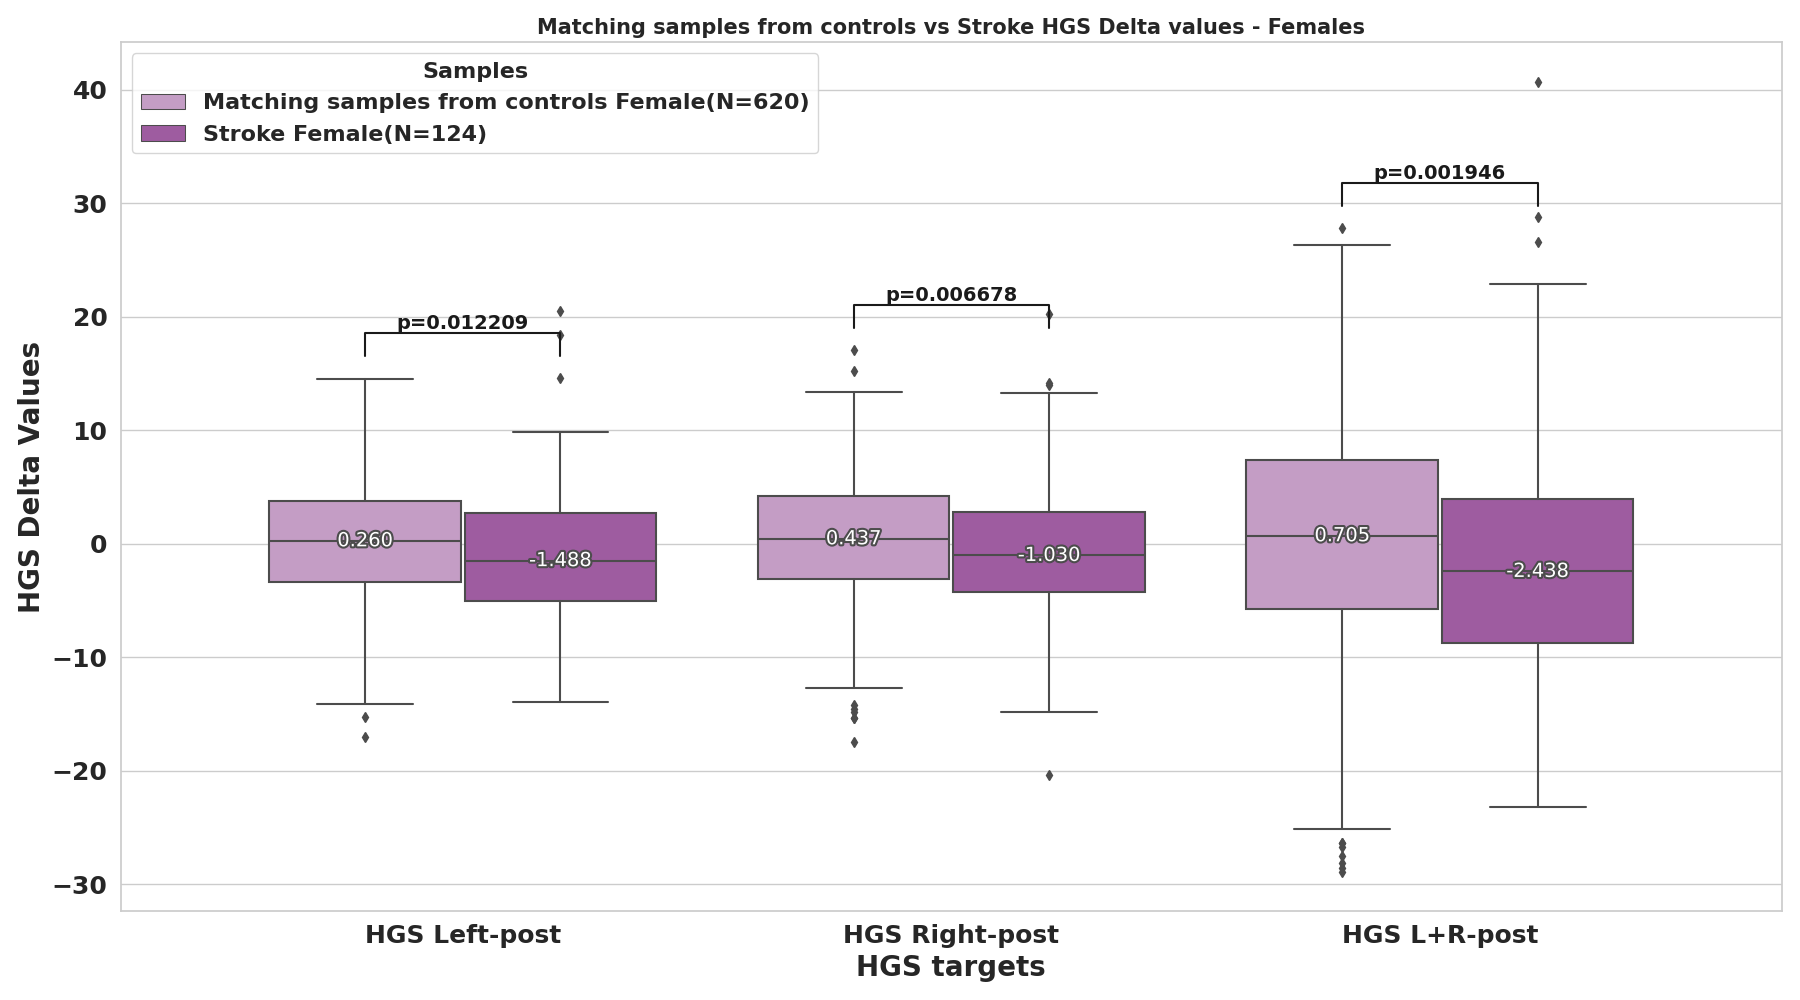 Matching samples from controls vs Stroke HGS Delta values - Females
Samples
Matching samples from controls Female(N=620)
Stroke Female(N=124)
HGS Delta Values
40
30
20
10
0
−10
−20
−30
p=0.012209
p=0.006678
p=0.001946
0.260
-1.488
0.437
-1.030
0.705
-2.438
HGS Left-post
HGS Right-post
HGS L+R-post
HGS targets